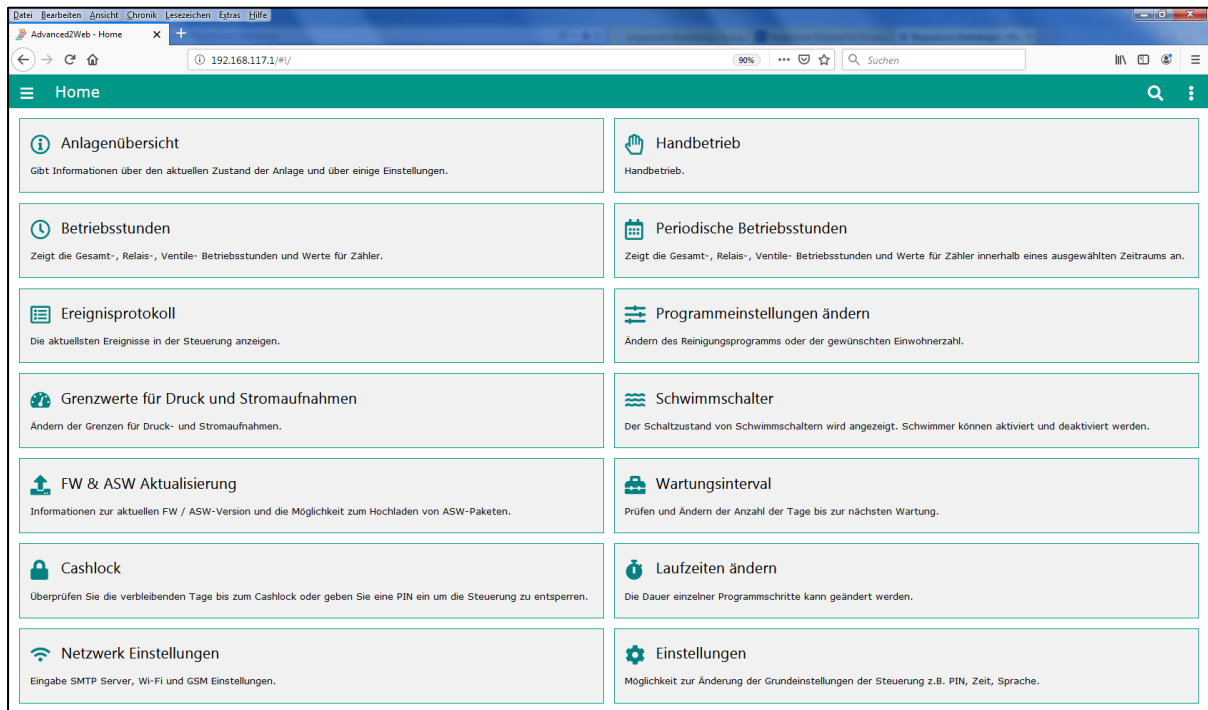 Datei Bearbeiten Ansicht Chronik Lesezeichen Extras Hilfe
Advanced2Web - Home
192.168.117.1/#!/ 90% Suchen
Home
Anlagenübersicht
Gibt Informationen über den aktuellen Zustand der Anlage und über einige Einstellungen.
Handbetrieb
Handbetrieb.
Betriebsstunden
Zeigt die Gesamt-, Relais-, Ventile- Betriebsstunden und Werte für Zähler.
Periodische Betriebsstunden
Zeigt die Gesamt-, Relais-, Ventile- Betriebsstunden und Werte für Zähler innerhalb eines ausgewählten Zeitraums an.
Ereignisprotokoll
Die aktuellsten Ereignisse in der Steuerung anzeigen.
Programmeinstellungen ändern
Ändern des Reinigungsprogramms oder der gewünschten Einwohnerzahl.
Grenzwerte für Druck und Stromaufnahmen
Ändern der Grenzen für Druck- und Stromaufnahmen.
Schwimmschalter
Der Schaltzustand von Schwimmschaltern wird angezeigt. Schwimmer können aktiviert und deaktiviert werden.
FW & ASW Aktualisierung
Informationen zur aktuellen FW / ASW-Version und die Möglichkeit zum Hochladen von ASW-Paketen.
Wartungsinterval
Prüfen und Ändern der Anzahl der Tage bis zur nächsten Wartung.
Cashlock
Überprüfen Sie die verbleibenden Tage bis zum Cashlock oder geben Sie eine PIN ein um die Steuerung zu entsperren.
Laufzeiten ändern
Die Dauer einzelner Programmschritte kann geändert werden.
Netzwerk Einstellungen
Eingabe SMTP Server, Wi-Fi und GSM Einstellungen.
Einstellungen
Möglichkeit zur Änderung der Grundeinstellungen der Steuerung z.B. PIN, Zeit, Sprache.